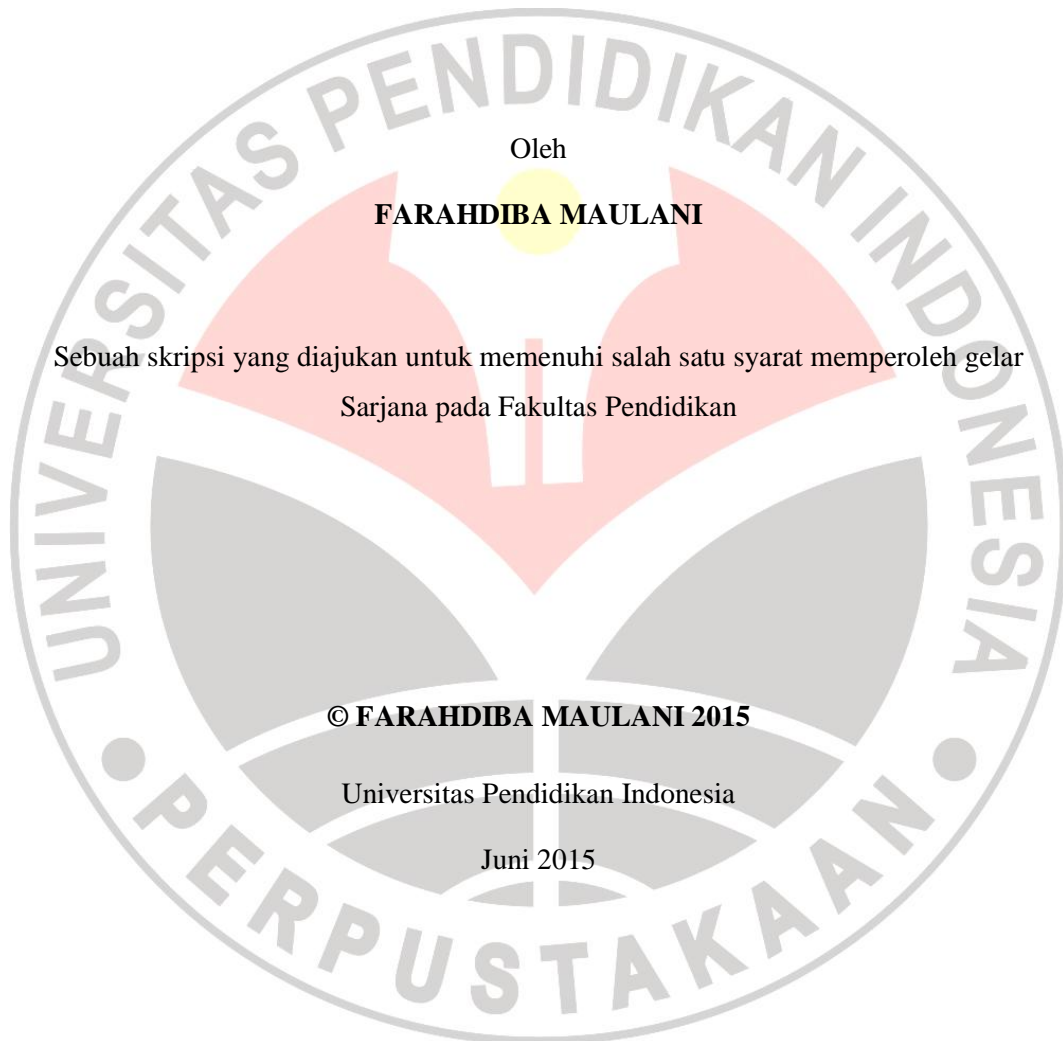 Oleh
FARAHDIBA MAULANI
Sebuah skripsi yang diajukan untuk memenuhi salah satu syarat memperoleh gelar
Sarjana pada Fakultas Pendidikan
© FARAHDIBA MAULANI 2015
Universitas Pendidikan Indonesia
Juni 2015
UNIVERSITAS PENDIDIKAN INDONESIA
PERPUSTAKAAN